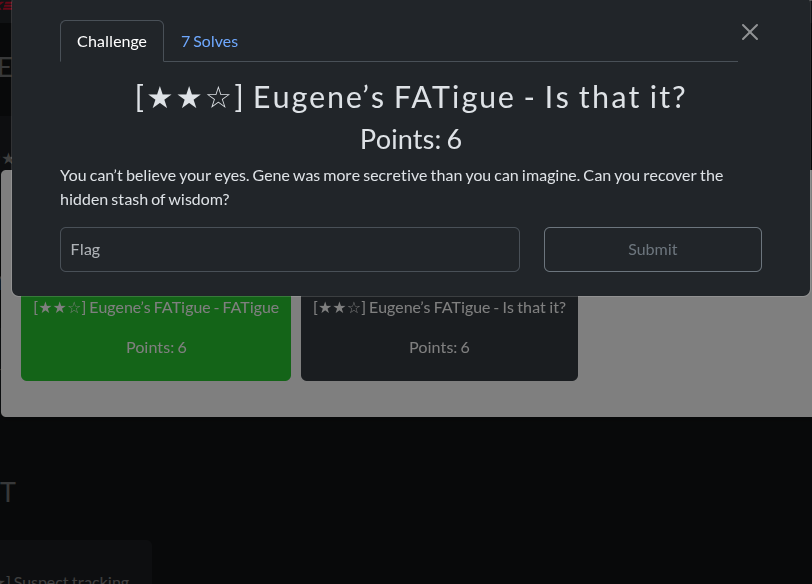 Challenge
7 Solves
[★★☆] Eugene’s FATigue - Is that it?
Points: 6
You can’t believe your eyes. Gene was more secretive than you can imagine. Can you recover the
hidden stash of wisdom?
Flag
Submit
[★★☆] Eugene’s FATigue - FATigue
[★★☆] Eugene’s FATigue - Is that it?
Points: 6
Points: 6
T
] Suspect tracking